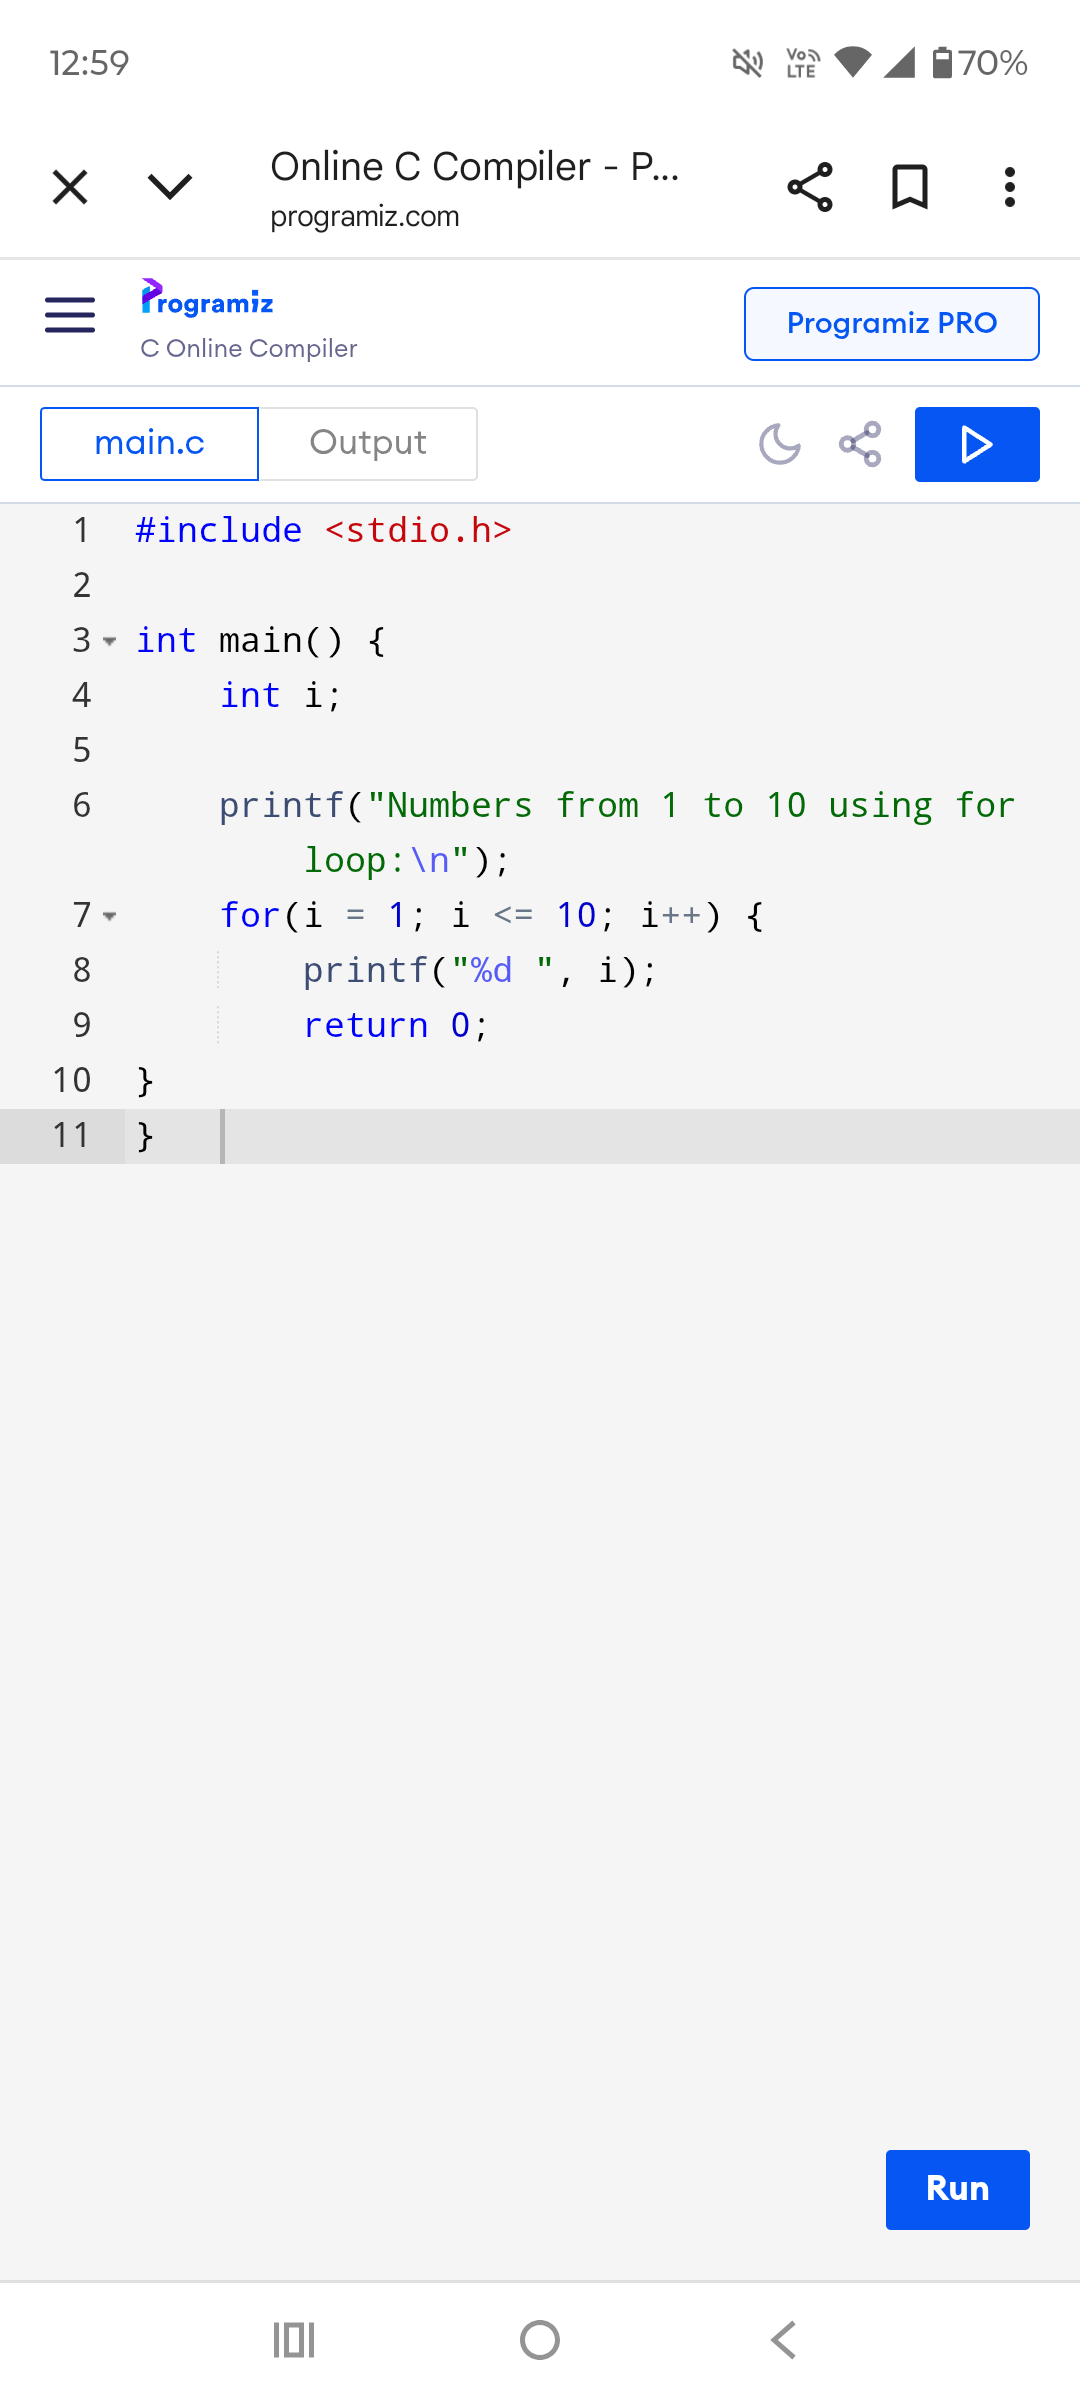 12:59
Vo LTE 70%
Online C Compiler - P...
programiz.com
Programiz
C Online Compiler
Programiz PRO
main.c
Output
1 #include <stdio.h>
2
3 int main() {
4     int i;
5
6     printf("Numbers from 1 to 10 using for
        loop:\n");
7     for(i = 1; i <= 10; i++) {
8         printf("%d ", i);
9         return 0;
10 }
11 }
Run